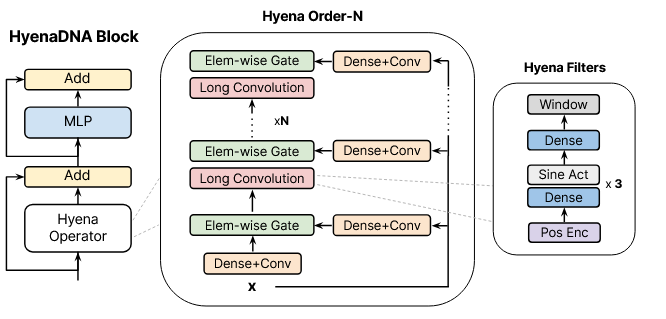 HyenaDNA Block
Add
MLP
Add
Hyena
Operator
Hyena Order-N
Elem-wise Gate
Dense+Conv
Long Convolution
xN
Elem-wise Gate
Dense+Conv
Long Convolution
Elem-wise Gate
Dense+Conv
Dense+Conv
x
Hyena Filters
Window
Dense
Sine Act
x 3
Dense
Pos Enc